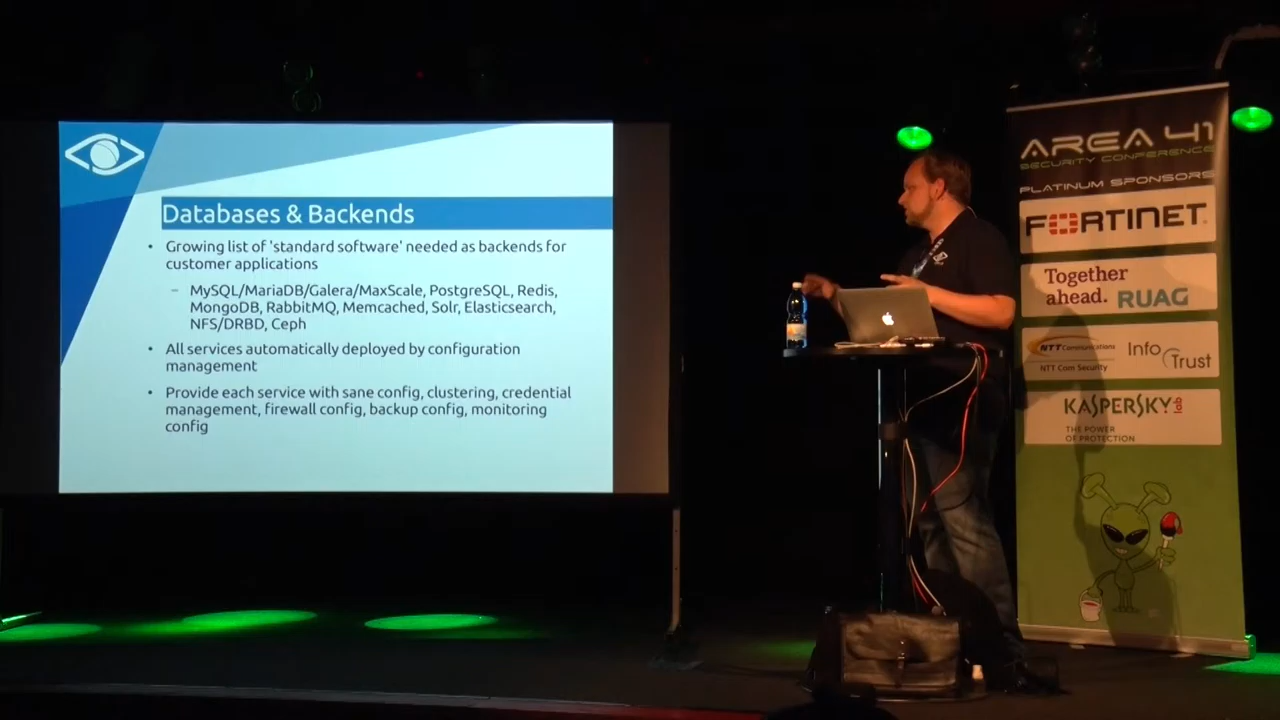 Databases & Backends
• Growing list of 'standard software' needed as backends for
customer applications
– MySQL/MariaDB/Galera/MaxScale, PostgreSQL, Redis,
MongoDB, RabbitMQ, Memcached, Solr, Elasticsearch,
NFS/DRBD, Ceph
• All services automatically deployed by configuration
management
• Provide each service with sane config, clustering, credential
management, firewall config, backup config, monitoring
config
AREA 41
SECURITY CONFERENCE
PLATINUM SPONSORS
FORTINET
Together
ahead. RUAG
NTT Communications
NTT Com Security
Info
Trust
KASPERSKY lab
THE POWER
OF PROTECTION